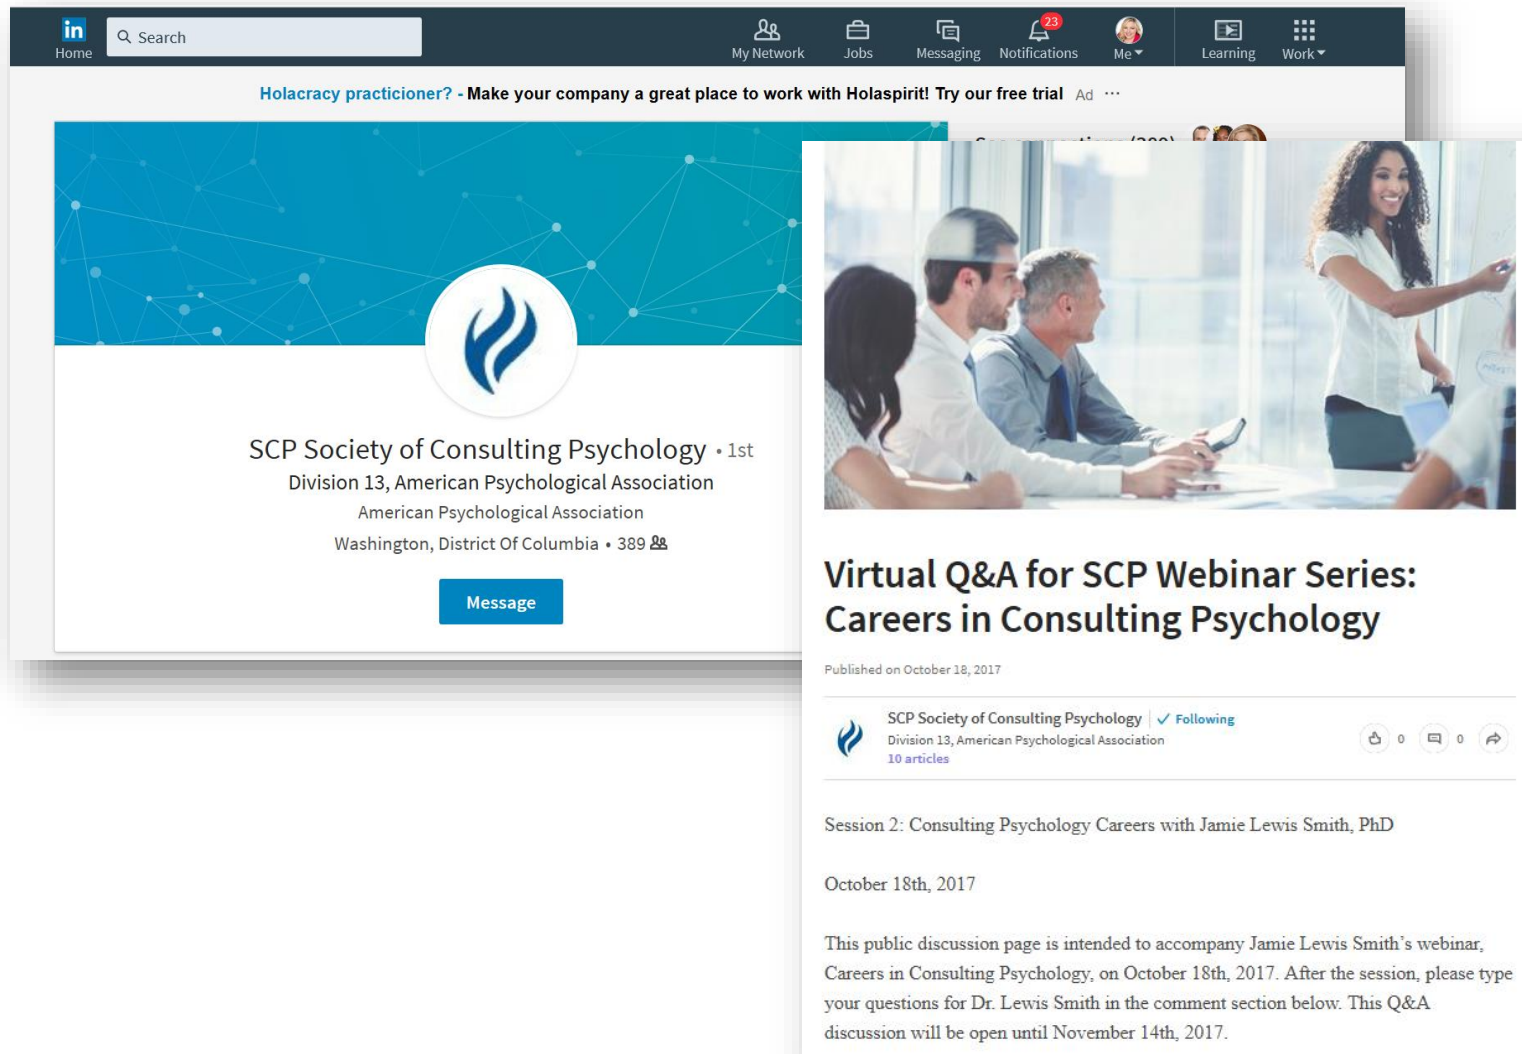 in
Home
Search
My Network
Jobs
Messaging
23
Notifications
Me
Learning
Work
Holacracy practicioner? - Make your company a great place to work with Holaspirit! Try our free trial Ad ···
SCP Society of Consulting Psychology • 1st
Division 13, American Psychological Association
American Psychological Association
Washington, District Of Columbia • 389
Message
Virtual Q&A for SCP Webinar Series:
Careers in Consulting Psychology
Published on October 18, 2017
SCP Society of Consulting Psychology
Following
Division 13, American Psychological Association
10 articles
0
0
Session 2: Consulting Psychology Careers with Jamie Lewis Smith, PhD
October 18th, 2017
This public discussion page is intended to accompany Jamie Lewis Smith’s webinar,
Careers in Consulting Psychology, on October 18th, 2017. After the session, please type
your questions for Dr. Lewis Smith in the comment section below. This Q&A
discussion will be open until November 14th, 2017.